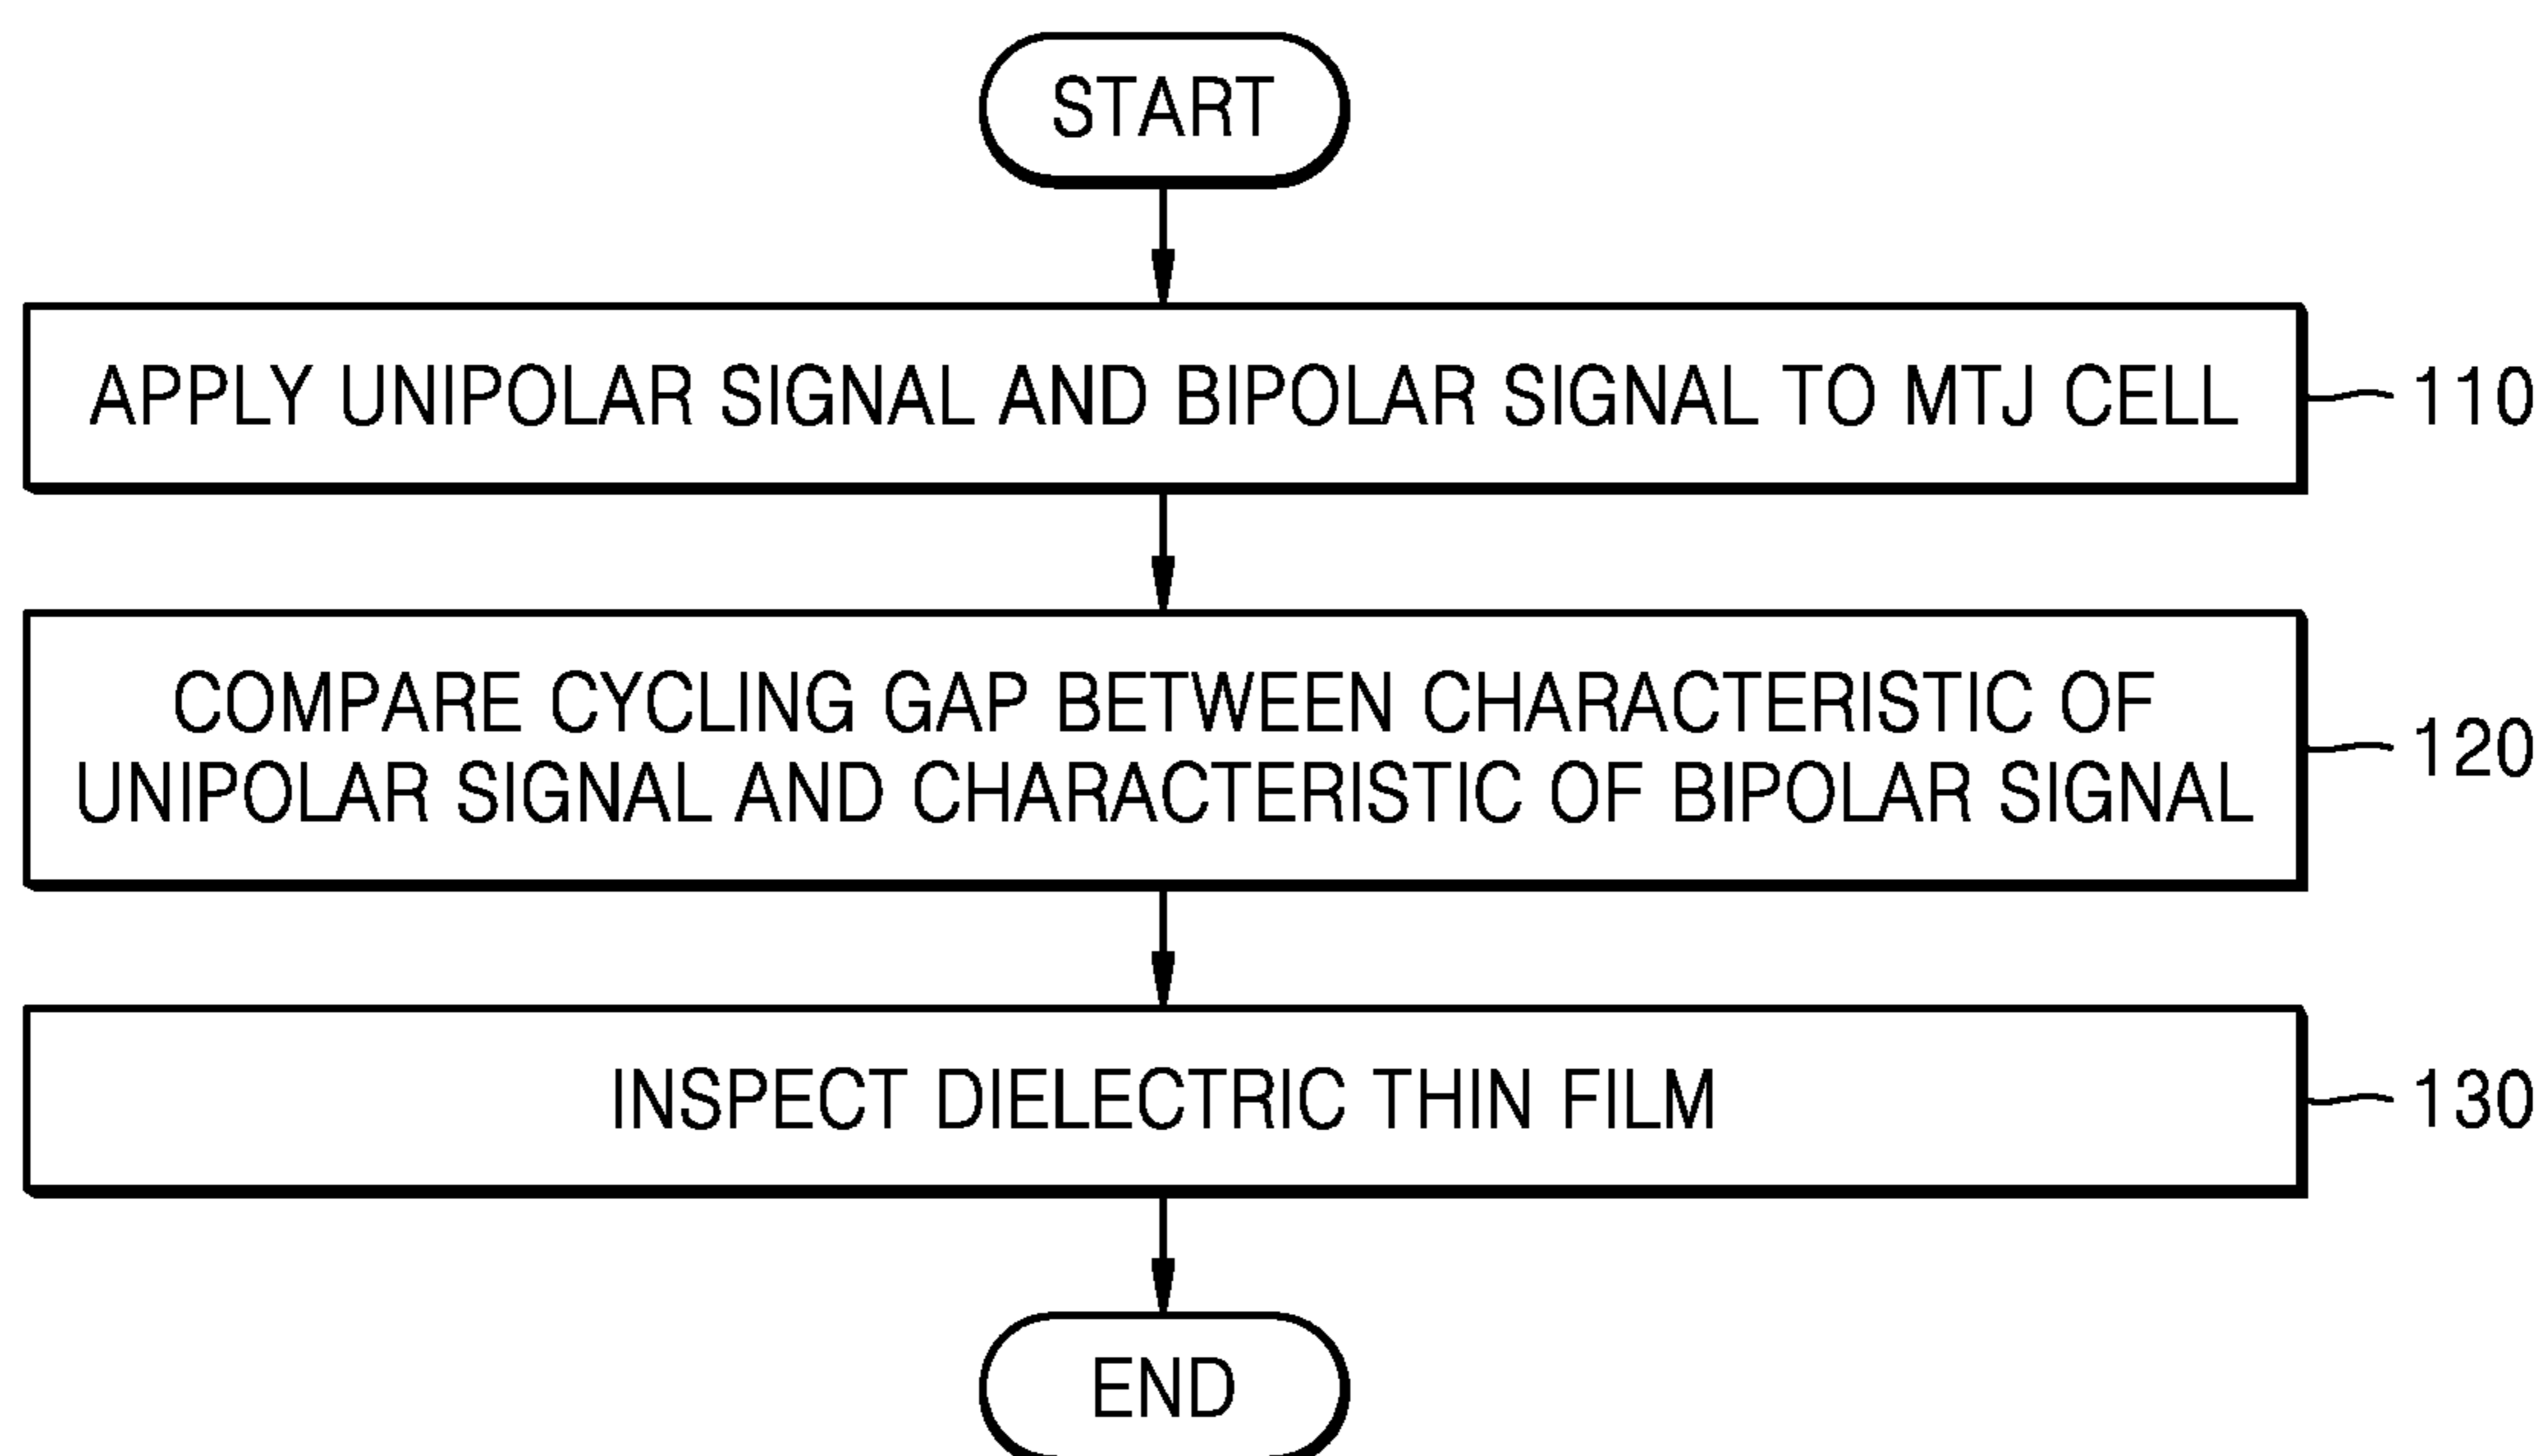 START
APPLY UNIPOLAR SIGNAL AND BIPOLAR SIGNAL TO MTJ CELL
110
COMPARE CYCLING GAP BETWEEN CHARACTERISTIC OF
UNIPOLAR SIGNAL AND CHARACTERISTIC OF BIPOLAR SIGNAL
120
INSPECT DIELECTRIC THIN FILM
130
END